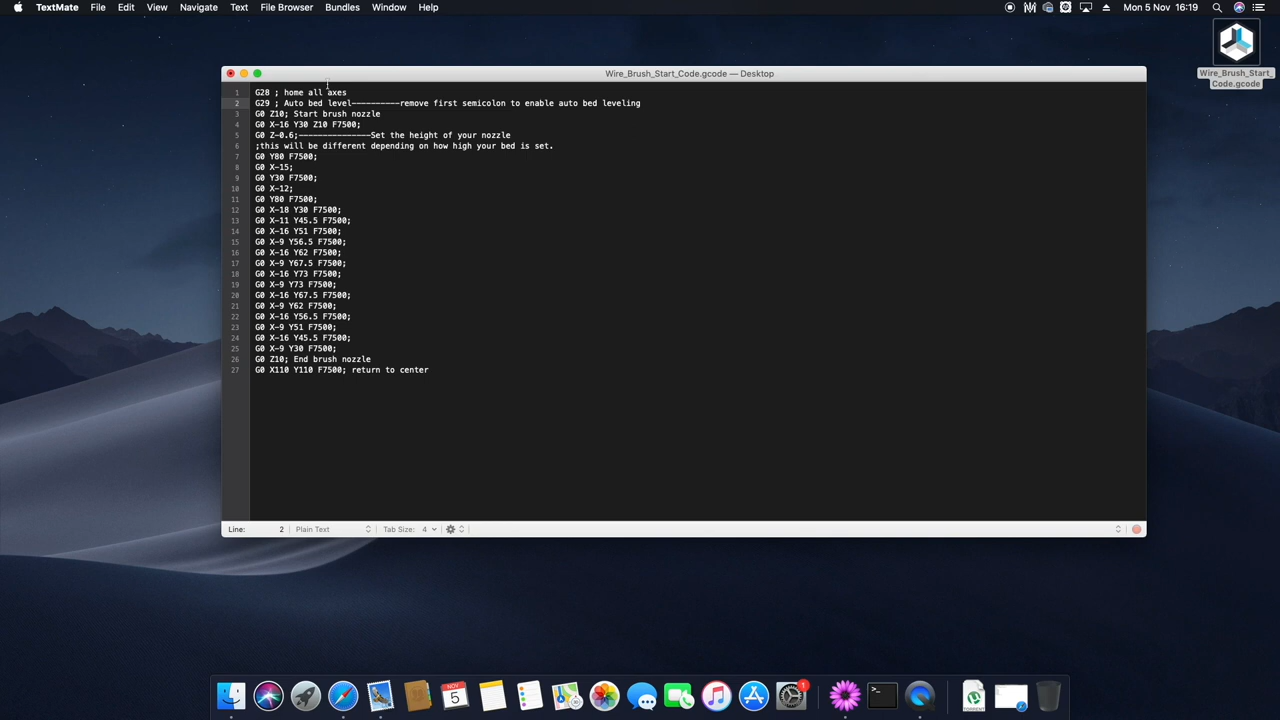 TextMate File Edit View Navigate Text File Browser Bundles Window Help Mon 5 Nov 16:19
Wire_Brush_Start_Code.gcode — Desktop
1 G28 ; home all axes
2 G29 ; Auto bed level----------remove first semicolon to enable auto bed leveling
3 G0 Z10; Start brush nozzle
4 G0 X-16 Y30 Z10 F7500;
5 G0 Z-0.6;---------------Set the height of your nozzle
6 ;this will be different depending on how high your bed is set.
7 G0 Y80 F7500;
8 G0 X-15;
9 G0 Y30 F7500;
10 G0 X-12;
11 G0 Y80 F7500;
12 G0 X-18 Y30 F7500;
13 G0 X-11 Y45.5 F7500;
14 G0 X-16 Y51 F7500;
15 G0 X-9 Y56.5 F7500;
16 G0 X-16 Y62 F7500;
17 G0 X-9 Y67.5 F7500;
18 G0 X-16 Y73 F7500;
19 G0 X-9 Y73 F7500;
20 G0 X-16 Y67.5 F7500;
21 G0 X-9 Y62 F7500;
22 G0 X-16 Y56.5 F7500;
23 G0 X-9 Y51 F7500;
24 G0 X-16 Y45.5 F7500;
25 G0 X-9 Y30 F7500;
26 G0 Z10; End brush nozzle
27 G0 X110 Y110 F7500; return to center
Line: 2 Plain Text Tab Size: 4
Wire_Brush_Start_
Code.gcode
NOV
5
1
>_
TORRENT